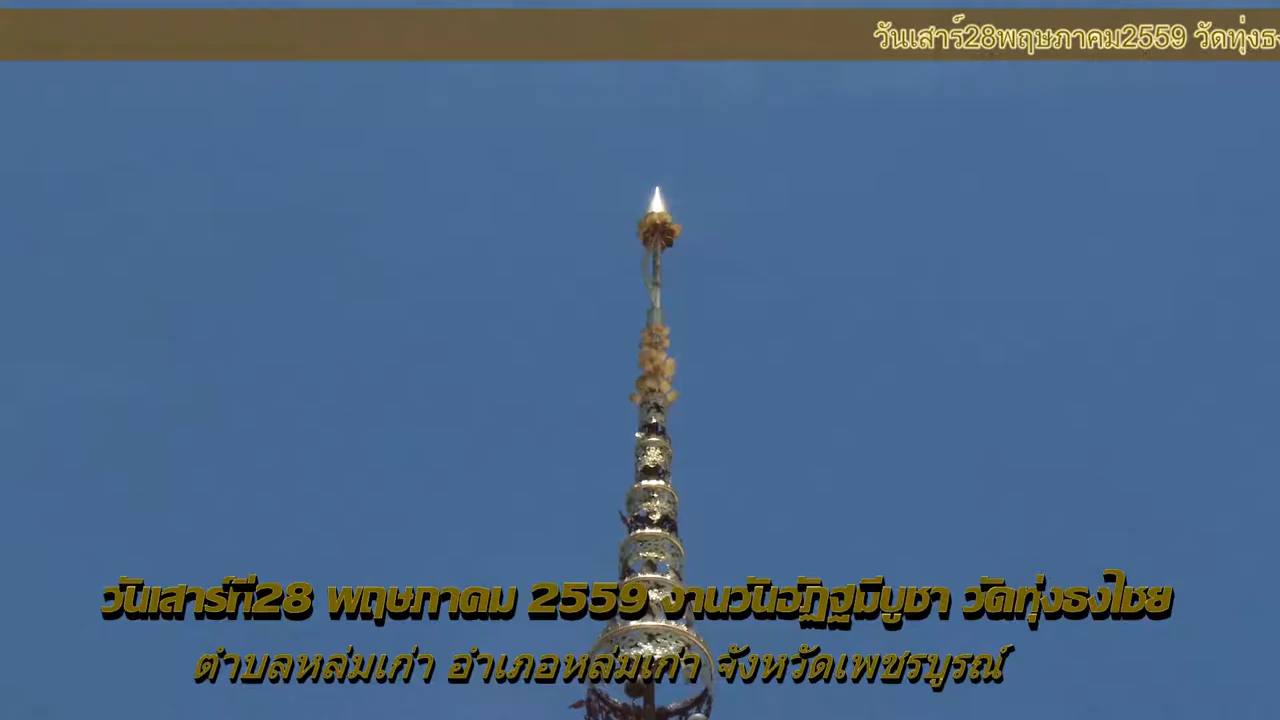 วันเสาร์28พฤษภาคม2559 วัดทุ่งธง
วันเสาร์ที่28 พฤษภาคม 2559 งานวันอัฏิฐมีบูชา วัดทุ่งธงไชย
ตำบลหล่มเก่า อำเภอหล่มเก่า จังหวัดเพชรบูรณ์